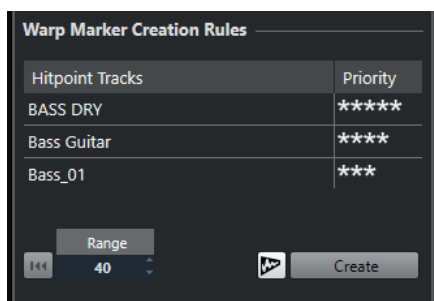 Warp Marker Creation Rules
Hitpoint Tracks Priority
BASS DRY *****
Bass Guitar ****
Bass_01 ***
Range
40 Create